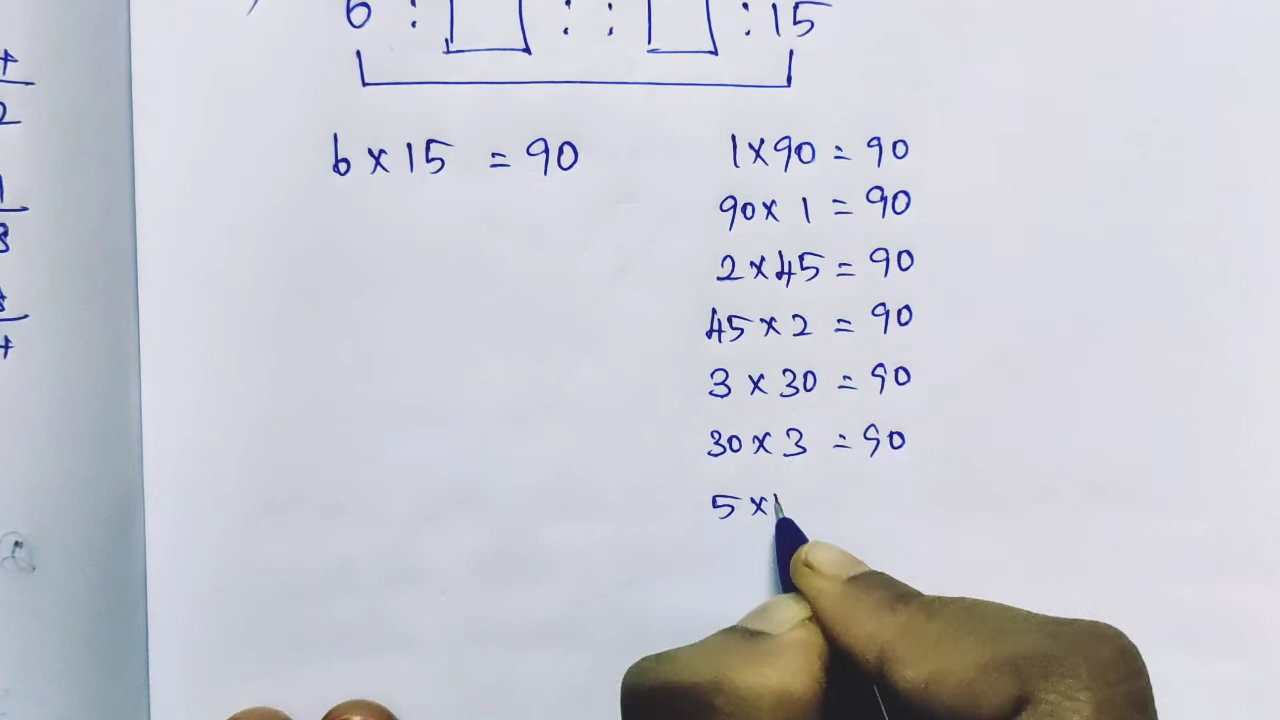 6 : □ : : □ : 15
6 × 15 = 90
1 × 90 = 90
90 × 1 = 90
2 × 45 = 90
45 × 2 = 90
3 × 30 = 90
30 × 3 = 90
5 ×